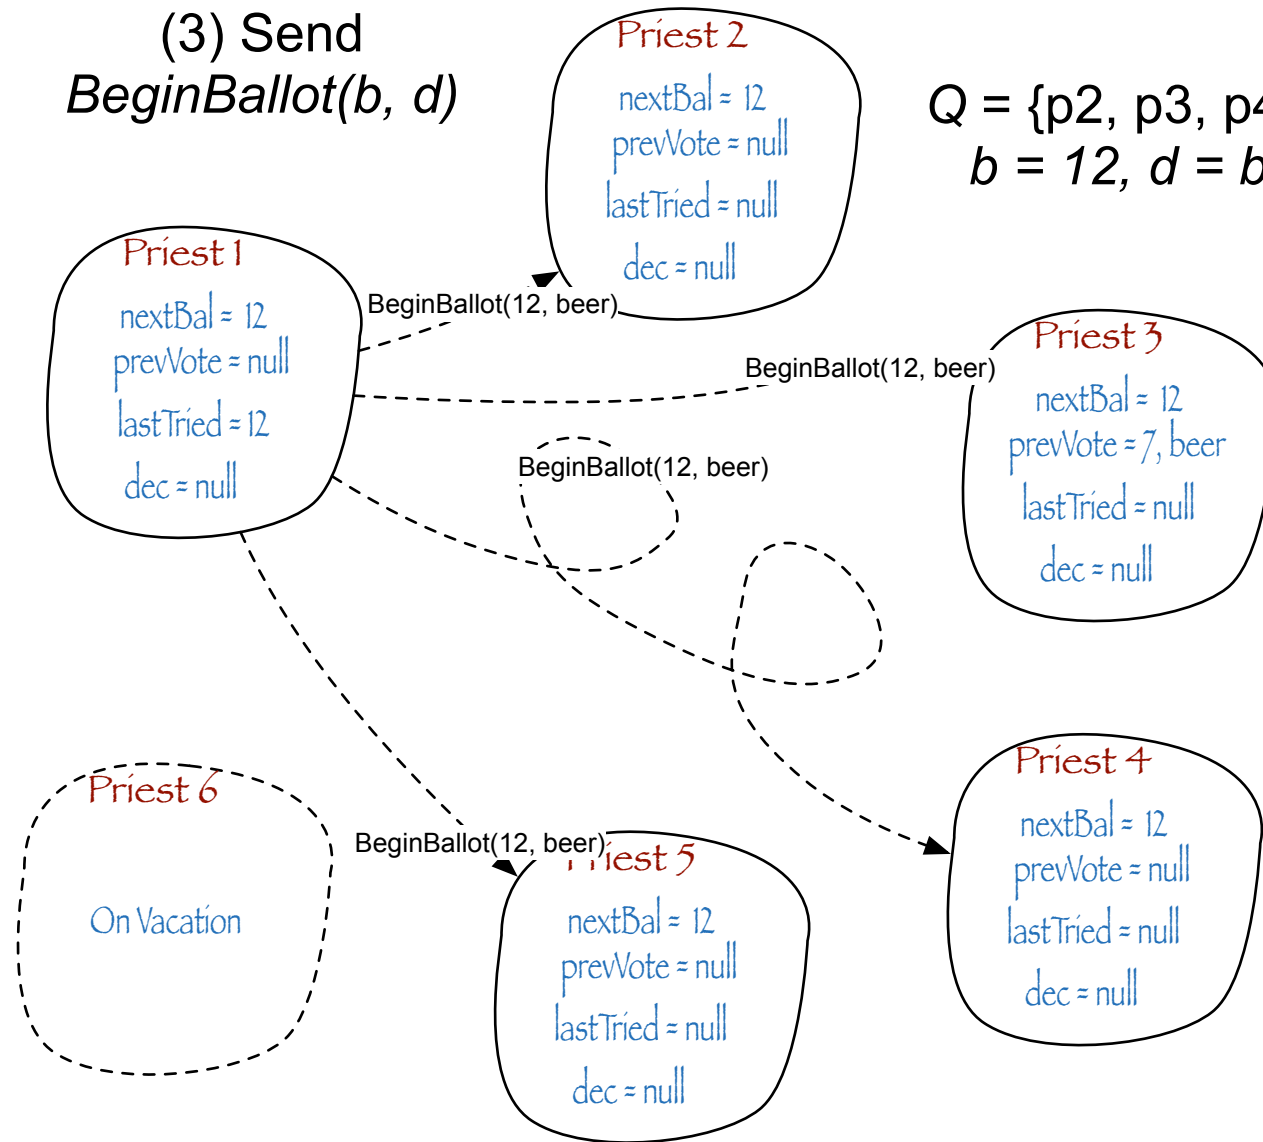 (3) Send
BeginBallot(b, d)
Priest 2
nextBal = 12
prevVote = null
lastTried = null
dec = null
Q = {p2, p3, p4
b = 12, d = b
Priest 1
nextBal = 12
prevVote = null
lastTried = 12
dec = null
BeginBallot(12, beer)
BeginBallot(12, beer)
Priest 3
nextBal = 12
prevVote = 7, beer
lastTried = null
dec = null
BeginBallot(12, beer)
Priest 6
On Vacation
BeginBallot(12, beer)
Priest 5
nextBal = 12
prevVote = null
lastTried = null
dec = null
Priest 4
nextBal = 12
prevVote = null
lastTried = null
dec = null